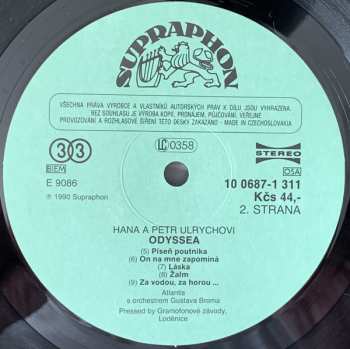 SUPRAPHON
VŠECHNA PRÁVA VÝROBCE A VLASTNÍKŮ AUTORSKÝCH PRÁV K DÍLU JSOU VYHRAZENA.
BEZ SOUHLASU JE VÝROBA KOPIÍ, PRONÁJEM, PŮJČOVÁNÍ, VEŘEJNÉ
PROVOZOVÁNÍ A ROZHLASOVÉ ŠÍŘENÍ TÉTO DESKY ZAKÁZÁNO - MADE IN CZECHOSLOVAKIA
33
BIEM
LC 0358
STEREO
OSA
E 9086
℗ 1990 Supraphon
10 0687-1 311
Kčs 44,-
2. STRANA
HANA A PETR ULRYCHOVI
ODYSSEA
(5) Píseň poutníka
(6) On na mne zapomíná
(7) Láska
(8) Žalm
(9) Za vodou, za horou ...
Atlantis
a orchestrem Gustava Broma
Pressed by Gramofonové závody,
Loděnice